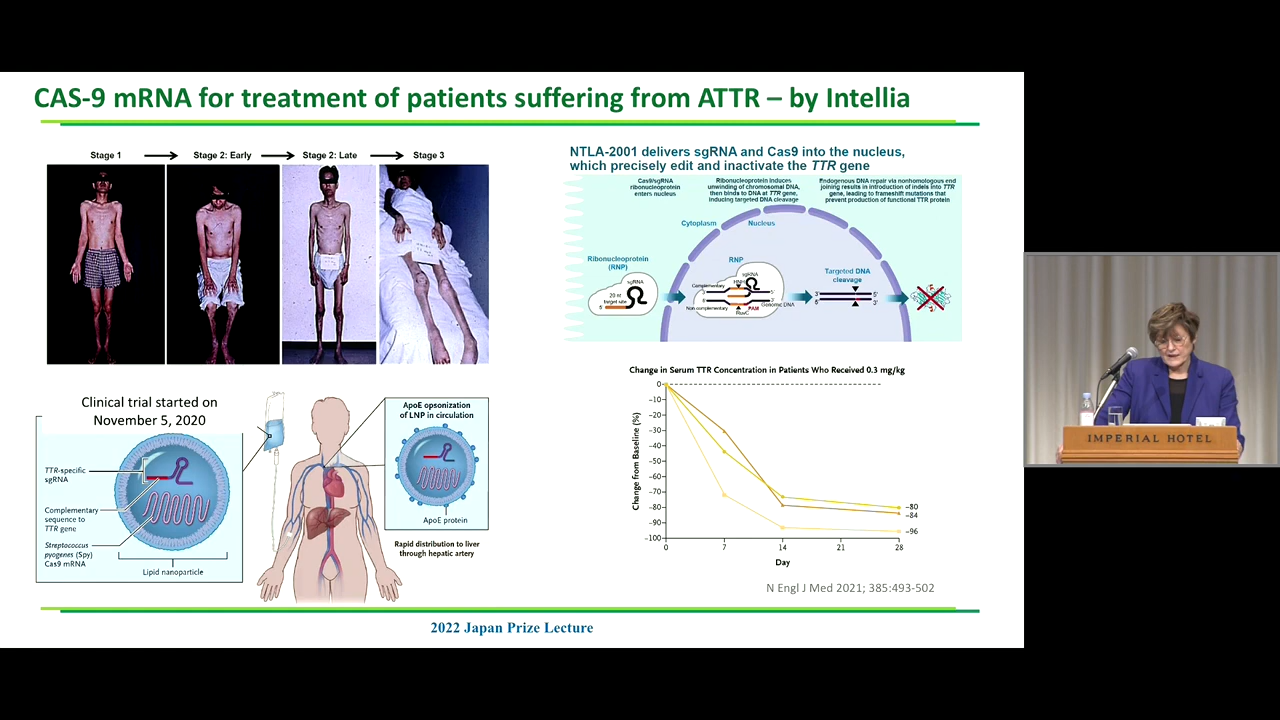 CAS-9 mRNA for treatment of patients suffering from ATTR – by Intellia
Stage 1
Stage 2: Early
Stage 2: Late
Stage 3
Clinical trial started on
November 5, 2020
TTR-specific
sgRNA
Complementary
sequence to
TTR gene
Streptococcus
pyogenes (Spy)
Cas9 mRNA
Lipid nanoparticle
ApoE opsonization
of LNP in circulation
ApoE protein
Rapid distribution to liver
through hepatic artery
NTLA-2001 delivers sgRNA and Cas9 into the nucleus,
which precisely edit and inactivate the TTR gene
Cas9/sgRNA
ribonucleoprotein
enters nucleus
Ribonucleoprotein induces
unwinding of chromosomal DNA,
then binds to DNA at TTR gene,
inducing targeted DNA cleavage
Endogenous DNA repair via nonhomologous end
joining results in introduction of indels into TTR
gene, leading to frameshift mutations that
prevent production of functional TTR protein
Cytoplasm
Nucleus
Ribonucleoprotein
(RNP)
sgRNA
20 nt
target site
5'
RNP
sgRNA
Complementary
HNH
5'
3'
Non complementary
RuvC
PAM
Genomic DNA
Targeted DNA
cleavage
3'
5'
5'
3'
Change in Serum TTR Concentration in Patients Who Received 0.3 mg/kg
Change from Baseline (%)
0
−10
−20
−30
−40
−50
−60
−70
−80
−90
−100
−80
−84
−96
0
7
14
21
28
Day
N Engl J Med 2021; 385:493-502
2022 Japan Prize Lecture
IMPERIAL HOTEL